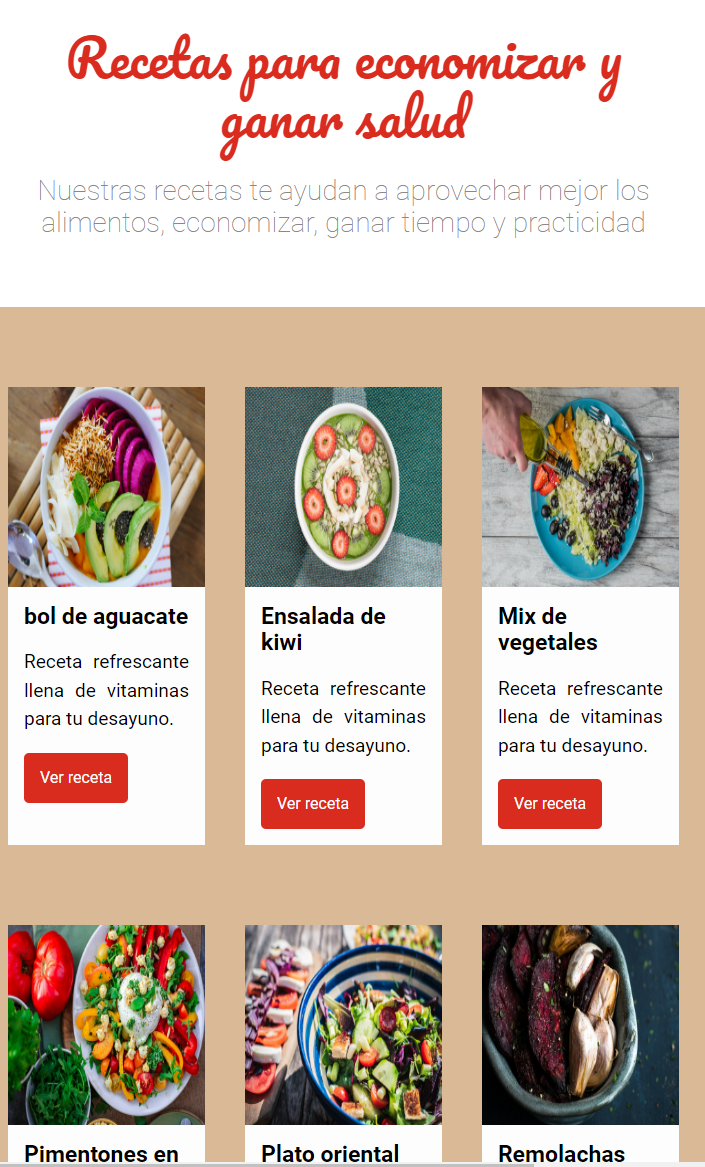 Recetas para economizar y
ganar salud
Nuestras recetas te ayudan a aprovechar mejor los
alimentos, economizar, ganar tiempo y practicidad
bol de aguacate
Receta refrescante
llena de vitaminas
para tu desayuno.
Ver receta
Ensalada de
kiwi
Receta refrescante
llena de vitaminas
para tu desayuno.
Ver receta
Mix de
vegetales
Receta refrescante
llena de vitaminas
para tu desayuno.
Ver receta
Pimentones en
Plato oriental
Remolachas